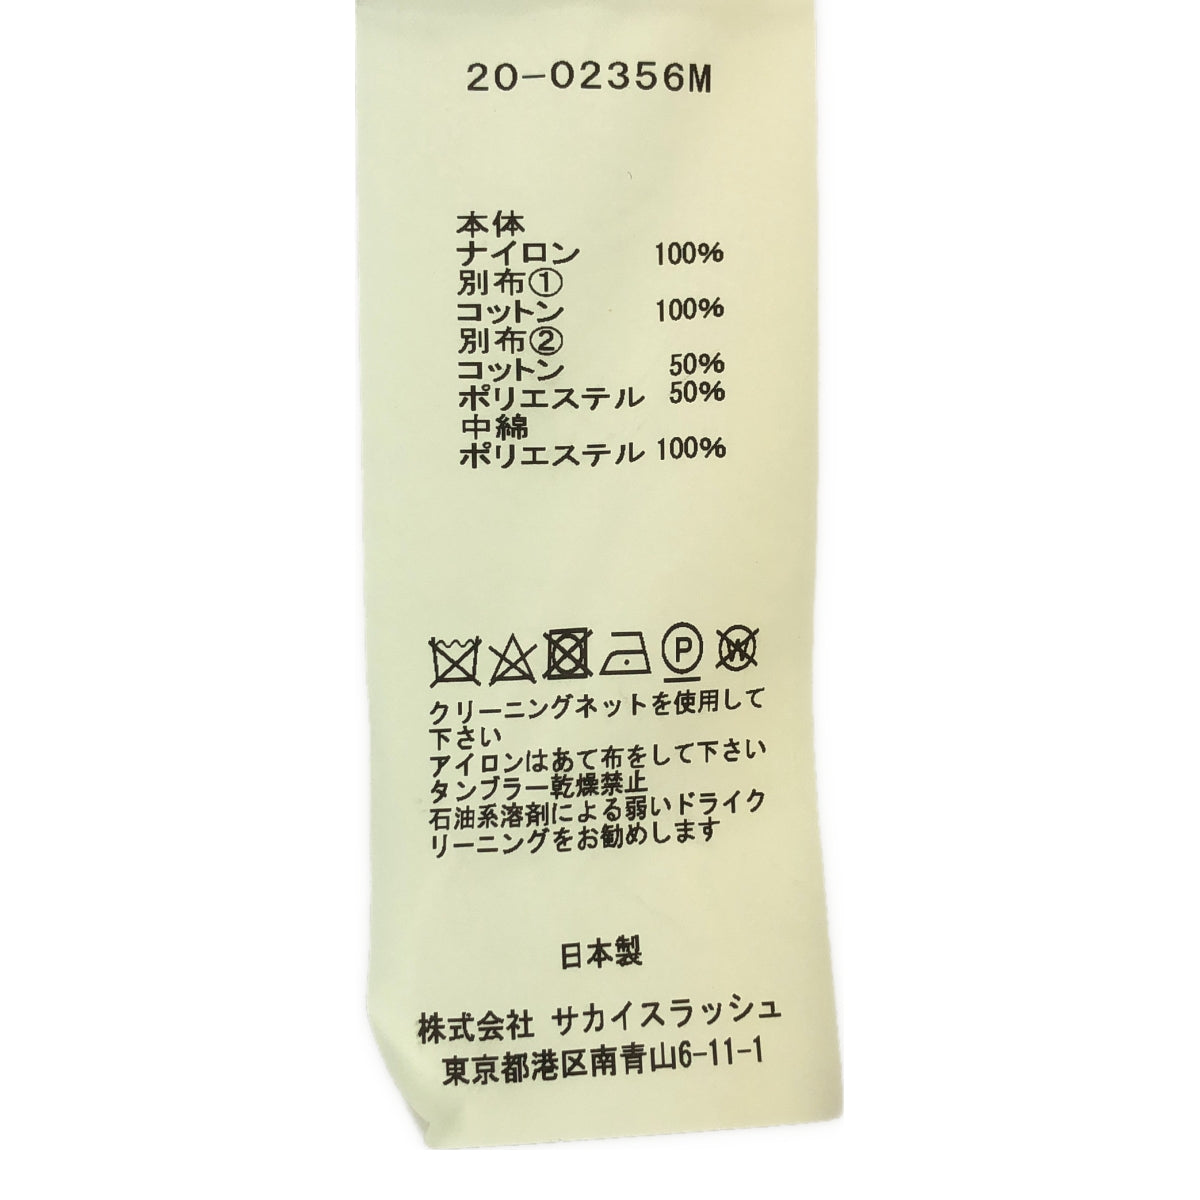 20-02356M
本体
ナイロン 100%
別布①
コットン 100%
別布②
コットン 50%
ポリエステル 50%
中綿
ポリエステル 100%
P W
クリーニングネットを使用して
下さい
アイロンはあて布をして下さい
タンブラー乾燥禁止
石油系溶剤による弱いドライク
リーニングをお勧めします
日本製
株式会社 サカイスラッシュ
東京都港区南青山6-11-1